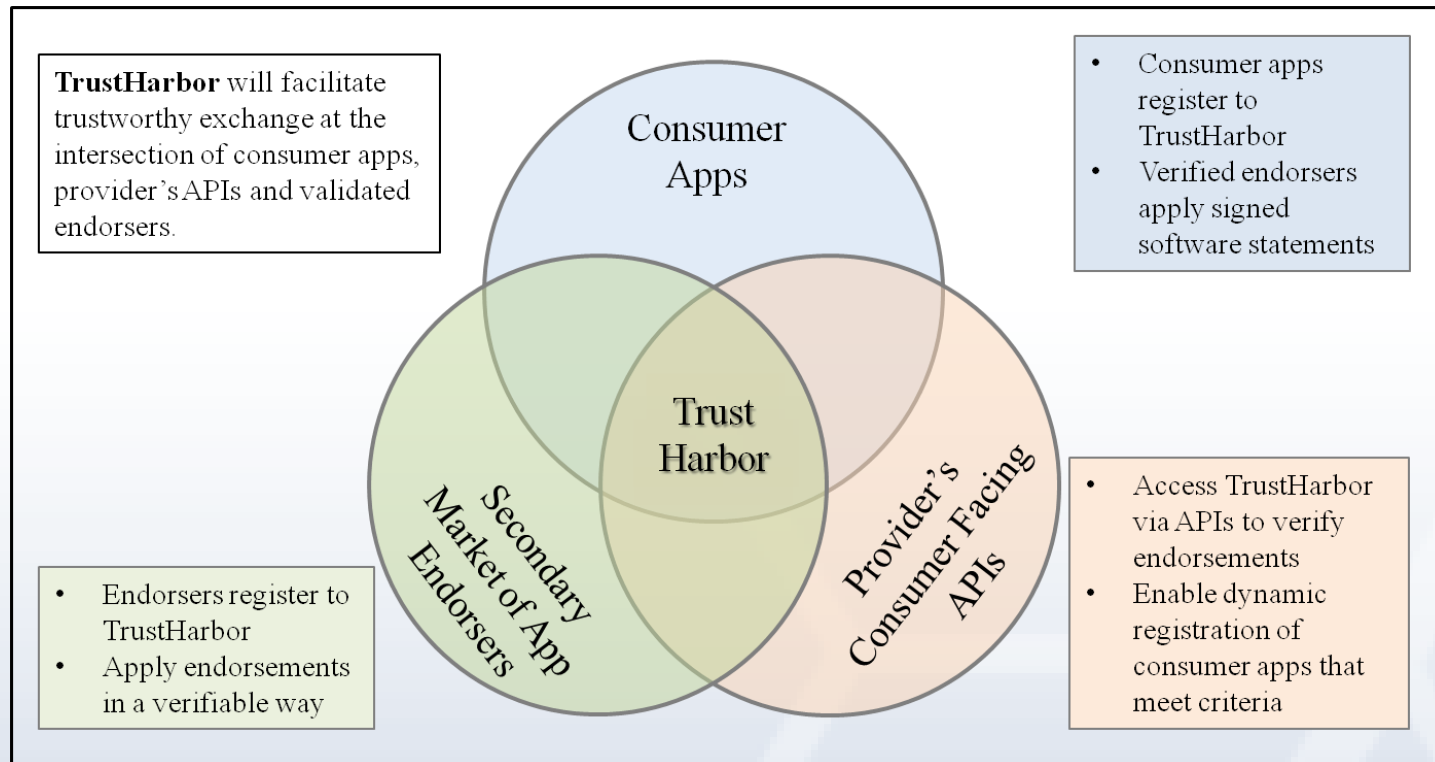 TrustHarbor will facilitate
trustworthy exchange at the
intersection of consumer apps,
provider's APIs and validated
endorsers.
Consumer
Apps
• Consumer apps
register to
TrustHarbor
• Verified endorsers
apply signed
software statements
Trust
Harbor
Secondary
Market of App
Endorsers
Provider's
Consumer Facing
APIs
• Endorsers register to
TrustHarbor
• Apply endorsements
in a verifiable way
• Access TrustHarbor
via APIs to verify
endorsements
• Enable dynamic
registration of
consumer apps that
meet criteria